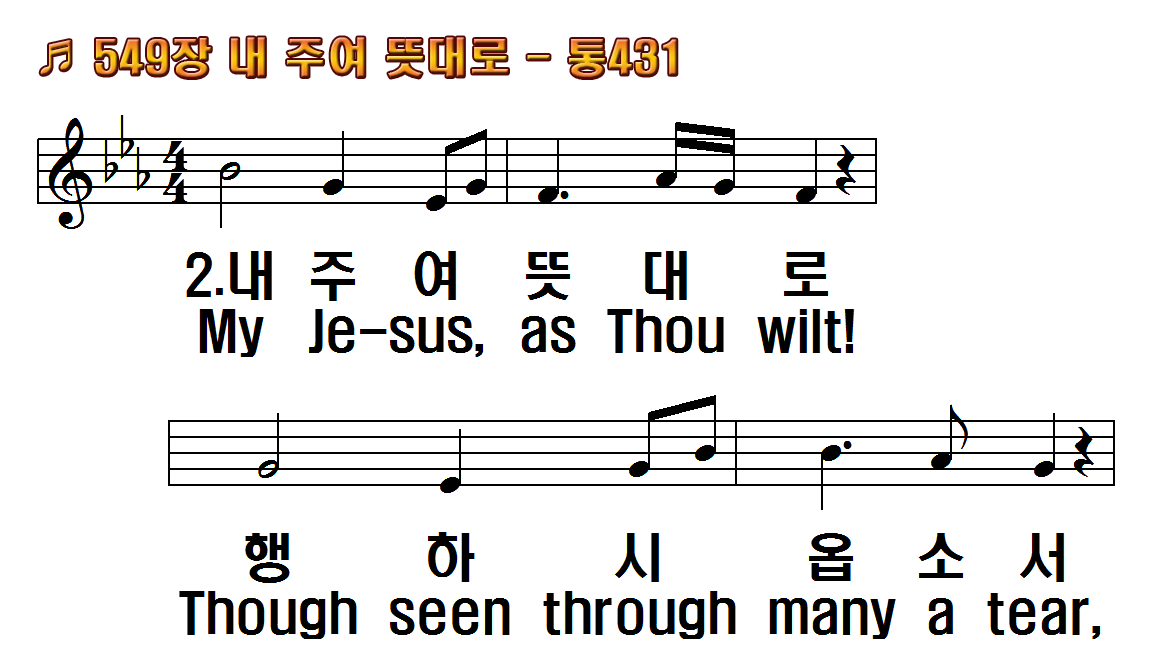 ♬ 549장 내 주여 뜻대로 - 통431
2.내 주 여 뜻 대 로
My Je-sus, as Thou wilt!
행 하 시 옵 소 서
Though seen through many a tear,